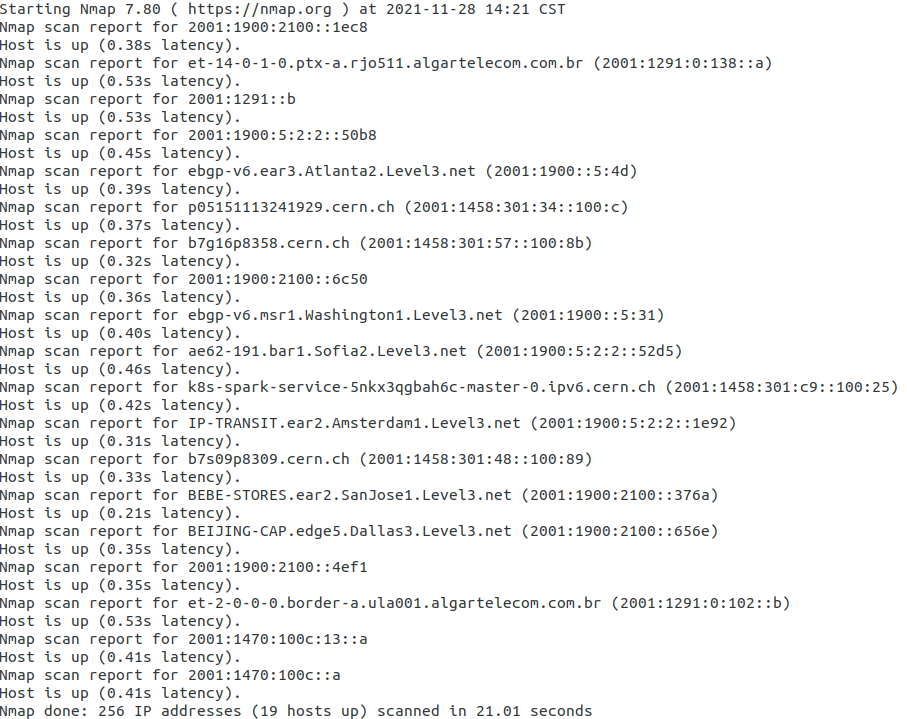 Starting Nmap 7.80 ( https://nmap.org ) at 2021-11-28 14:21 CST
Nmap scan report for 2001:1900:2100::1ec8
Host is up (0.38s latency).
Nmap scan report for et-14-0-1-0.ptx-a.rjo511.algartelecom.com.br (2001:1291:0:138::a)
Host is up (0.53s latency).
Nmap scan report for 2001:1291::b
Host is up (0.53s latency).
Nmap scan report for 2001:1900:5:2:2::50b8
Host is up (0.45s latency).
Nmap scan report for ebgp-v6.ear3.Atlanta2.Level3.net (2001:1900::5:4d)
Host is up (0.39s latency).
Nmap scan report for p05151113241929.cern.ch (2001:1458:301:34::100:c)
Host is up (0.37s latency).
Nmap scan report for b7g16p8358.cern.ch (2001:1458:301:57::100:8b)
Host is up (0.32s latency).
Nmap scan report for 2001:1900:2100::6c50
Host is up (0.36s latency).
Nmap scan report for ebgp-v6.msr1.Washington1.Level3.net (2001:1900::5:31)
Host is up (0.40s latency).
Nmap scan report for ae62-191.bar1.Sofia2.Level3.net (2001:1900:5:2:2::52d5)
Host is up (0.46s latency).
Nmap scan report for k8s-spark-service-5nkx3qgbah6c-master-0.ipv6.cern.ch (2001:1458:301:c9::100:25)
Host is up (0.42s latency).
Nmap scan report for IP-TRANSIT.ear2.Amsterdam1.Level3.net (2001:1900:5:2:2::1e92)
Host is up (0.31s latency).
Nmap scan report for b7s09p8309.cern.ch (2001:1458:301:48::100:89)
Host is up (0.33s latency).
Nmap scan report for BEBE-STORES.ear2.SanJose1.Level3.net (2001:1900:2100::376a)
Host is up (0.21s latency).
Nmap scan report for BEIJING-CAP.edge5.Dallas3.Level3.net (2001:1900:2100::656e)
Host is up (0.35s latency).
Nmap scan report for 2001:1900:2100::4ef1
Host is up (0.35s latency).
Nmap scan report for et-2-0-0-0.border-a.ula001.algartelecom.com.br (2001:1291:0:102::b)
Host is up (0.53s latency).
Nmap scan report for 2001:1470:100c:13::a
Host is up (0.41s latency).
Nmap scan report for 2001:1470:100c::a
Host is up (0.41s latency).
Nmap done: 256 IP addresses (19 hosts up) scanned in 21.01 seconds